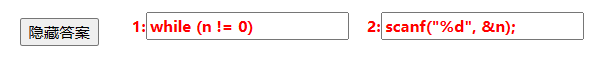 隐藏答案 1: while (n != 0) 2: scanf("%d", &n);